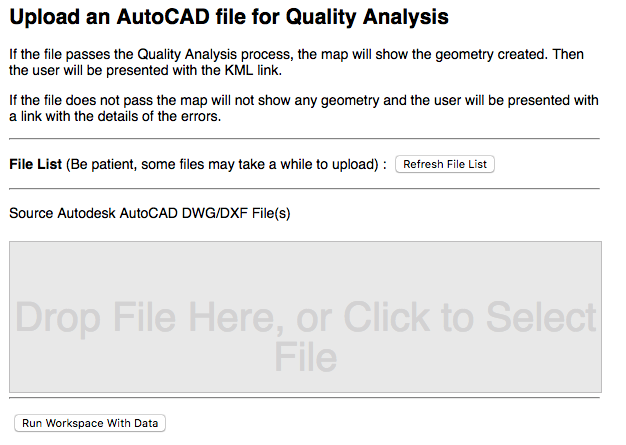 Upload an AutoCAD file for Quality Analysis
If the file passes the Quality Analysis process, the map will show the geometry created. Then
the user will be presented with the KML link.
If the file does not pass the map will not show any geometry and the user will be presented with
a link with the details of the errors.
File List (Be patient, some files may take a while to upload) : Refresh File List
Source Autodesk AutoCAD DWG/DXF File(s)
Drop File Here, or Click to Select
File
Run Workspace With Data